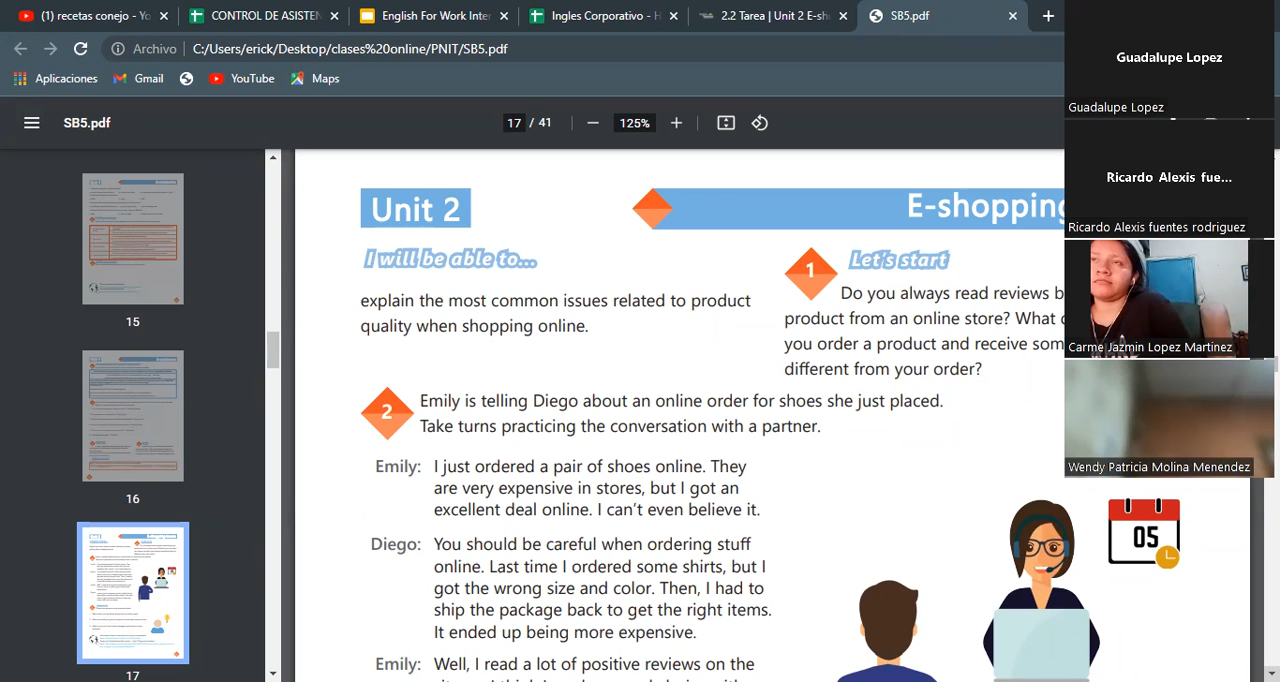 (1) recetas conejo - Yo
CONTROL DE ASISTEN
English For Work Inter
Ingles Corporativo - H
2.2 Tarea | Unit 2 E-sh
SB5.pdf
Archivo
C:/Users/erick/Desktop/clases%20online/PNIT/SB5.pdf
Aplicaciones
Gmail
YouTube
Maps
SB5.pdf
17 / 41
125%
15
16
17
Unit 2
E-shopping
I will be able to...
explain the most common issues related to product
quality when shopping online.
1
Let's start
Do you always read reviews b
product from an online store? What
you order a product and receive som
different from your order?
2
Emily is telling Diego about an online order for shoes she just placed.
Take turns practicing the conversation with a partner.
Emily: I just ordered a pair of shoes online. They
are very expensive in stores, but I got an
excellent deal online. I can't even believe it.
Diego: You should be careful when ordering stuff
online. Last time I ordered some shirts, but I
got the wrong size and color. Then, I had to
ship the package back to get the right items.
It ended up being more expensive.
Emily: Well, I read a lot of positive reviews on the
05
Guadalupe Lopez
Guadalupe Lopez
Ricardo Alexis fue...
Ricardo Alexis fuentes rodriguez
Carme Jazmin Lopez Martinez
Wendy Patricia Molina Menendez